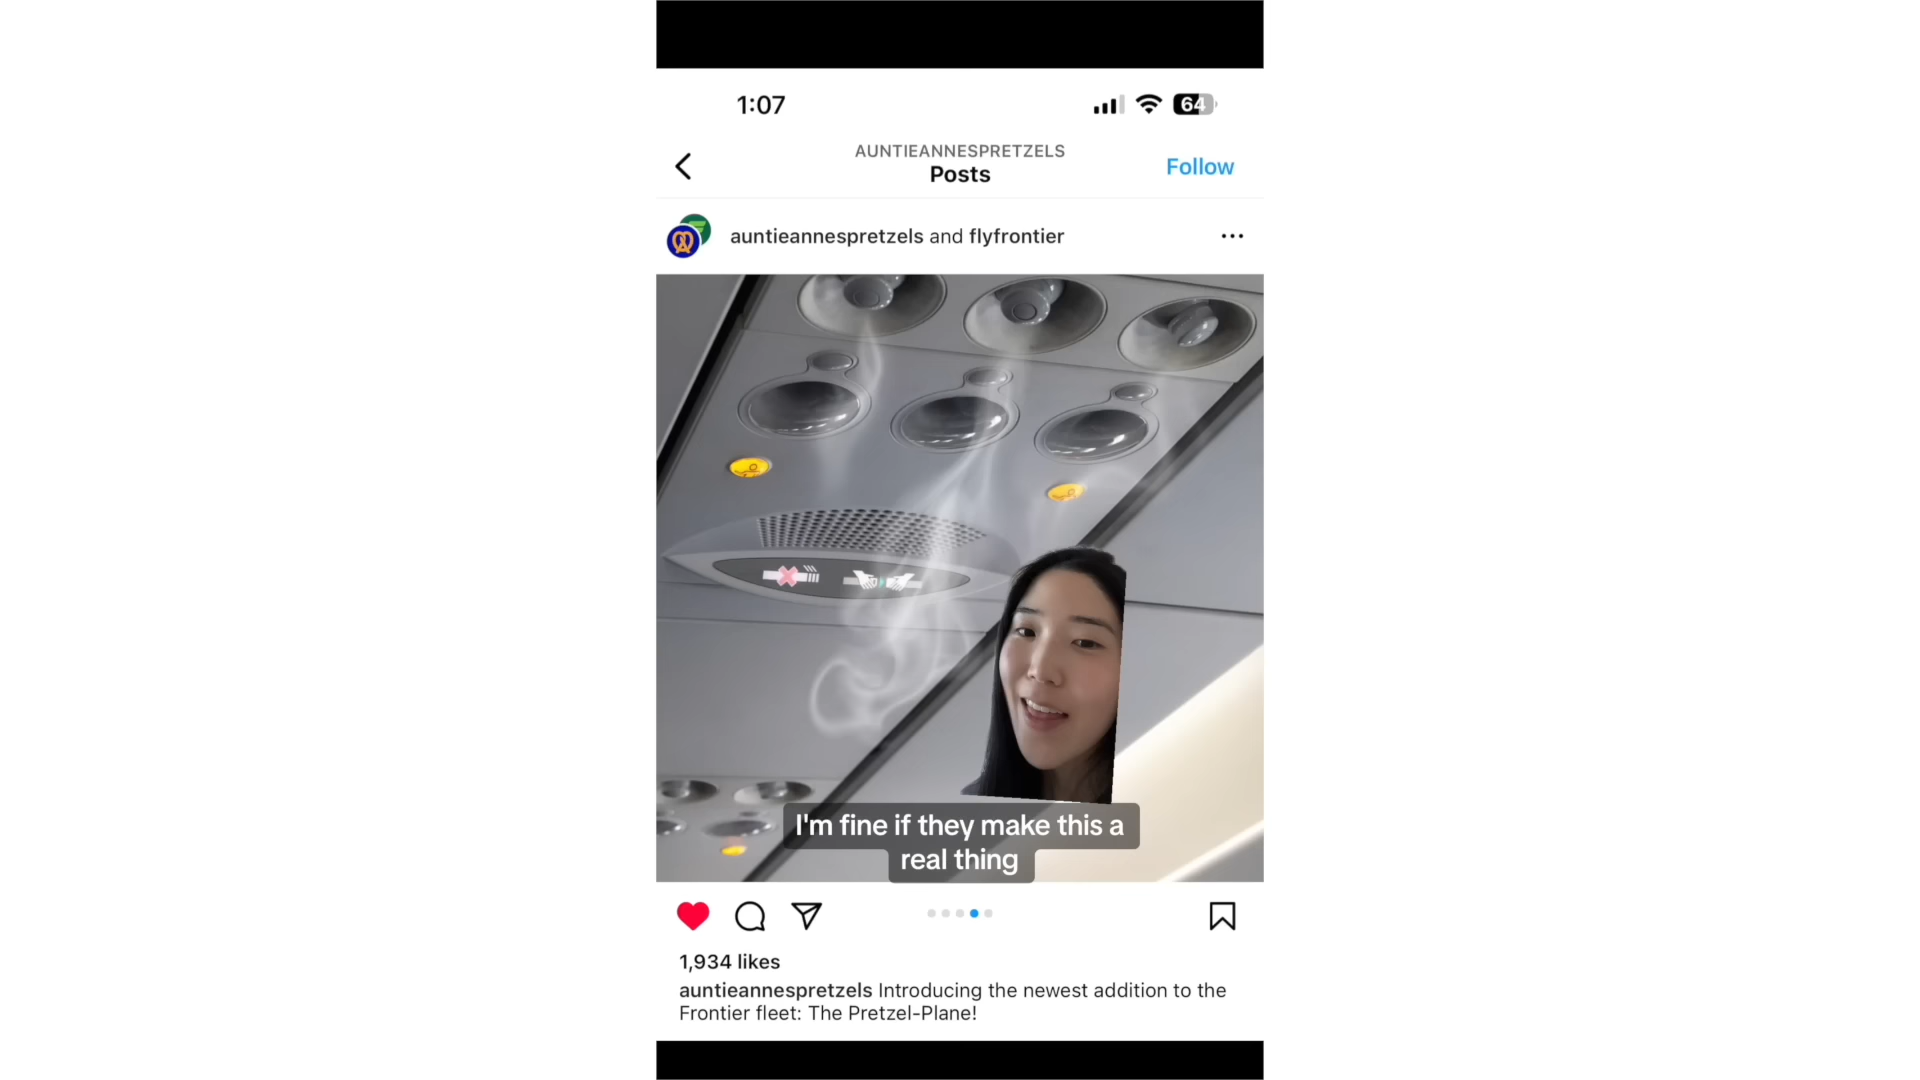 1:07
64
AUNTIEANNESPRETZELS
Posts
Follow
auntieannespretzels and flyfrontier
I'm fine if they make this a
real thing
1,934 likes
auntieannespretzels Introducing the newest addition to the
Frontier fleet: The Pretzel-Plane!